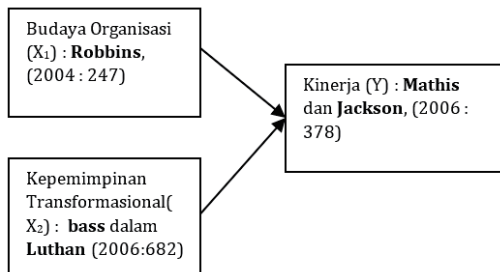 Budaya Organisasi
(X₁) : Robbins,
(2004 : 247)
Kinerja (Y) : Mathis
dan Jackson, (2006 :
378)
Kepemimpinan
Transformasional(
X₂) :  bass dalam
Luthan (2006:682)